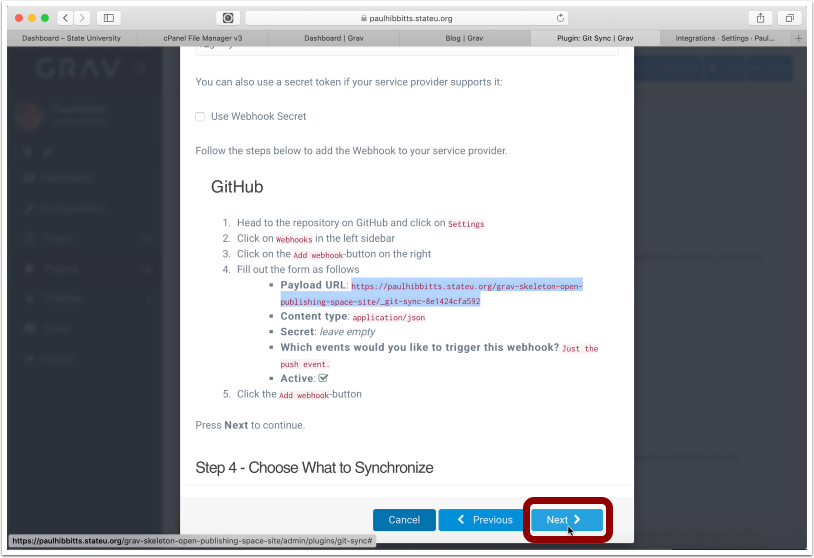 paulhibbitts.stateu.org
Dashboard – State University
cPanel File Manager v3
Dashboard | Grav
Blog | Grav
Plugin: Git Sync | Grav
Integrations · Settings · Paul...
GRAV
You can also use a secret token if your service provider supports it:
Use Webhook Secret
Follow the steps below to add the Webhook to your service provider.
GitHub
1. Head to the repository on GitHub and click on Settings
2. Click on Webhooks in the left sidebar
3. Click on the Add webhook-button on the right
4. Fill out the form as follows
Payload URL: https://paulhibbitts.stateu.org/grav-skeleton-open-
publishing-space-site/_git-sync-8e1424cfa592
Content type: application/json
Secret: leave empty
Which events would you like to trigger this webhook? Just the
push event.
Active:
5. Click the Add webhook-button
Press Next to continue.
Step 4 - Choose What to Synchronize
Cancel
Previous
Next
https://paulhibbitts.stateu.org/grav-skeleton-open-publishing-space-site/admin/plugins/git-sync#